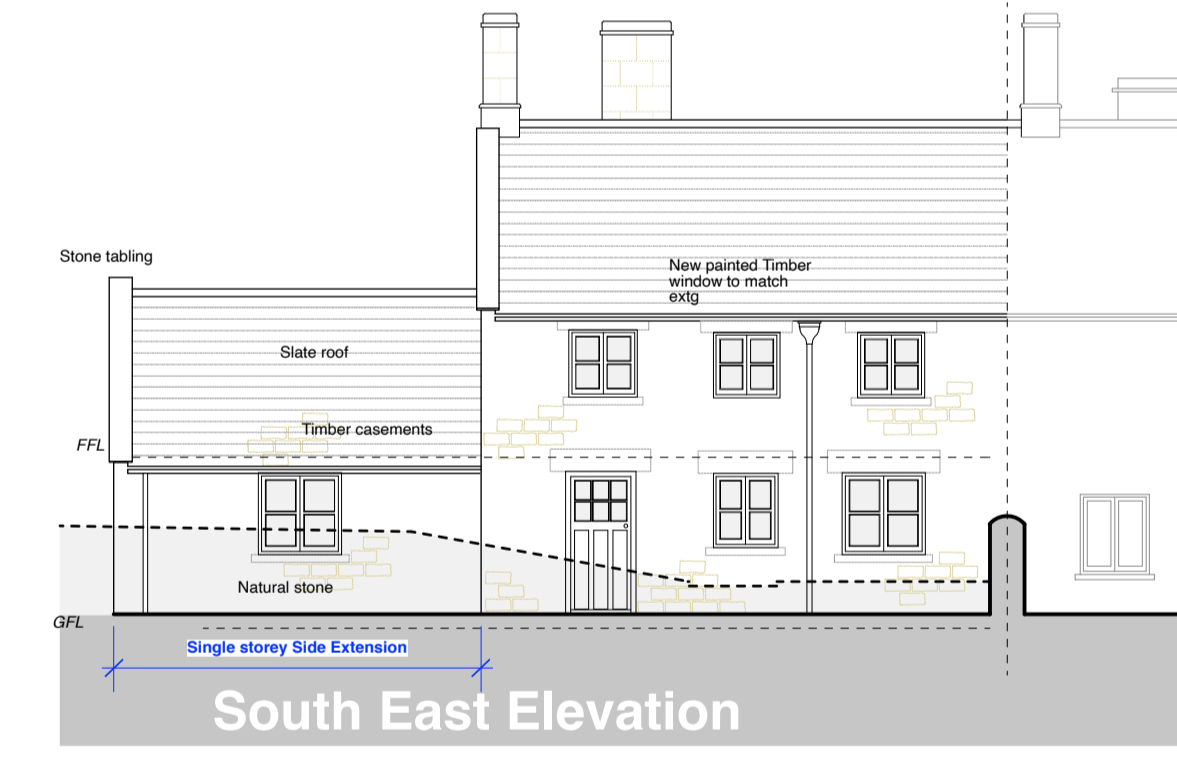 Stone tabling
New painted Timber
window to match
extg
Slate roof
Timber casements
FFL
Natural stone
GFL
Single storey Side Extension
South East Elevation